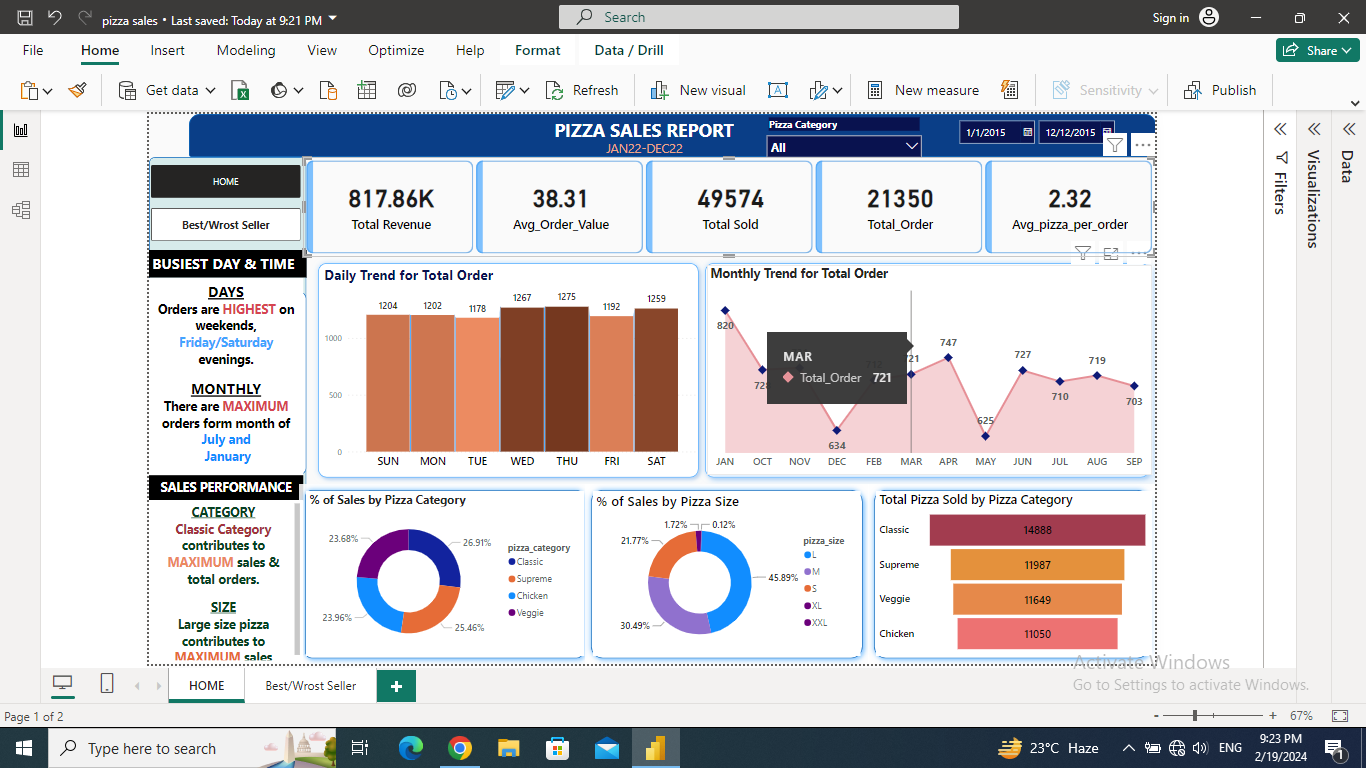 pizza sales • Last saved: Today at 9:21 PM
Search
Sign in
File Home Insert Modeling View Optimize Help Format Data / Drill
Share
Get data
Refresh
New visual
New measure
Sensitivity
Publish
PIZZA SALES REPORT
JAN22-DEC22
Pizza Category
All
1/1/2015
12/12/2015
HOME
Best/Wrost Seller
817.86K
Total Revenue
38.31
Avg_Order_Value
49574
Total Sold
21350
Total_Order
2.32
Avg_pizza_per_order
BUSIEST DAY & TIME
DAYS
Orders are HIGHEST on
weekends,
Friday/Saturday
evenings.
MONTHLY
There are MAXIMUM
orders form month of
July and
January
SALES PERFORMANCE
CATEGORY
Classic Category
contributes to
MAXIMUM sales &
total orders.
SIZE
Large size pizza
contributes to
MAXIMUM sales
Daily Trend for Total Order
1204 1202 1178 1267 1275 1192 1259
1000
500
0
SUN MON TUE WED THU FRI SAT
Monthly Trend for Total Order
820
634
747
625
727
710
719
703
MAR
Total_Order 721
JAN OCT NOV DEC FEB MAR APR MAY JUN JUL AUG SEP
% of Sales by Pizza Category
23.68%
26.91%
23.96%
25.46%
pizza_category
Classic
Supreme
Chicken
Veggie
% of Sales by Pizza Size
1.72%
0.12%
21.77%
45.89%
30.49%
pizza_size
L
M
S
XL
XXL
Total Pizza Sold by Pizza Category
Classic 14888
Supreme 11987
Veggie 11649
Chicken 11050
Filters
Visualizations
Data
Activate Windows
Go to Settings to activate Windows.
HOME
Best/Wrost Seller
+
Page 1 of 2
- + 67%
Type here to search
23°C Haze
ENG
9:23 PM
2/19/2024
1